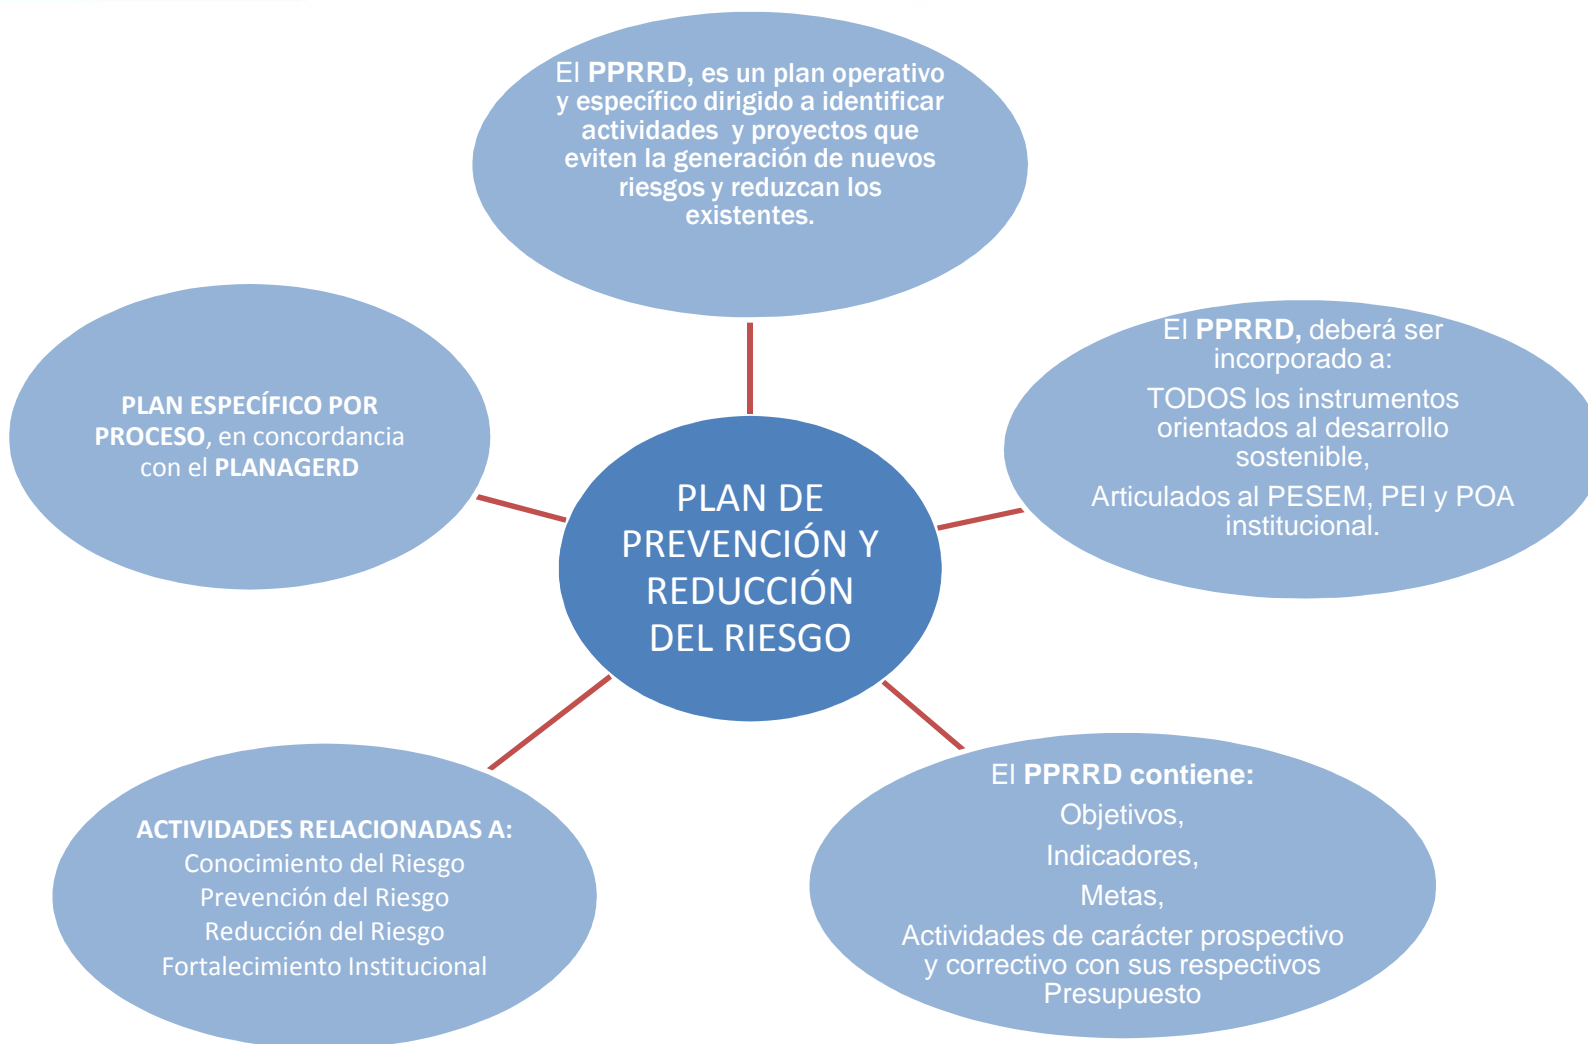 El PPRRD, es un plan operativo
y específico dirigido a identificar
actividades  y proyectos que
eviten la generación de nuevos
riesgos y reduzcan los
existentes.
El PPRRD, deberá ser
incorporado a:
TODOS los instrumentos
orientados al desarrollo
sostenible,
Articulados al PESEM, PEI y POA
institucional.
PLAN ESPECÍFICO POR
PROCESO, en concordancia
con el PLANAGERD
PLAN DE
PREVENCIÓN Y
REDUCCIÓN
DEL RIESGO
El PPRRD contiene:
Objetivos,
Indicadores,
Metas,
Actividades de carácter prospectivo
y correctivo con sus respectivos
Presupuesto
ACTIVIDADES RELACIONADAS A:
Conocimiento del Riesgo
Prevención del Riesgo
Reducción del Riesgo
Fortalecimiento Institucional